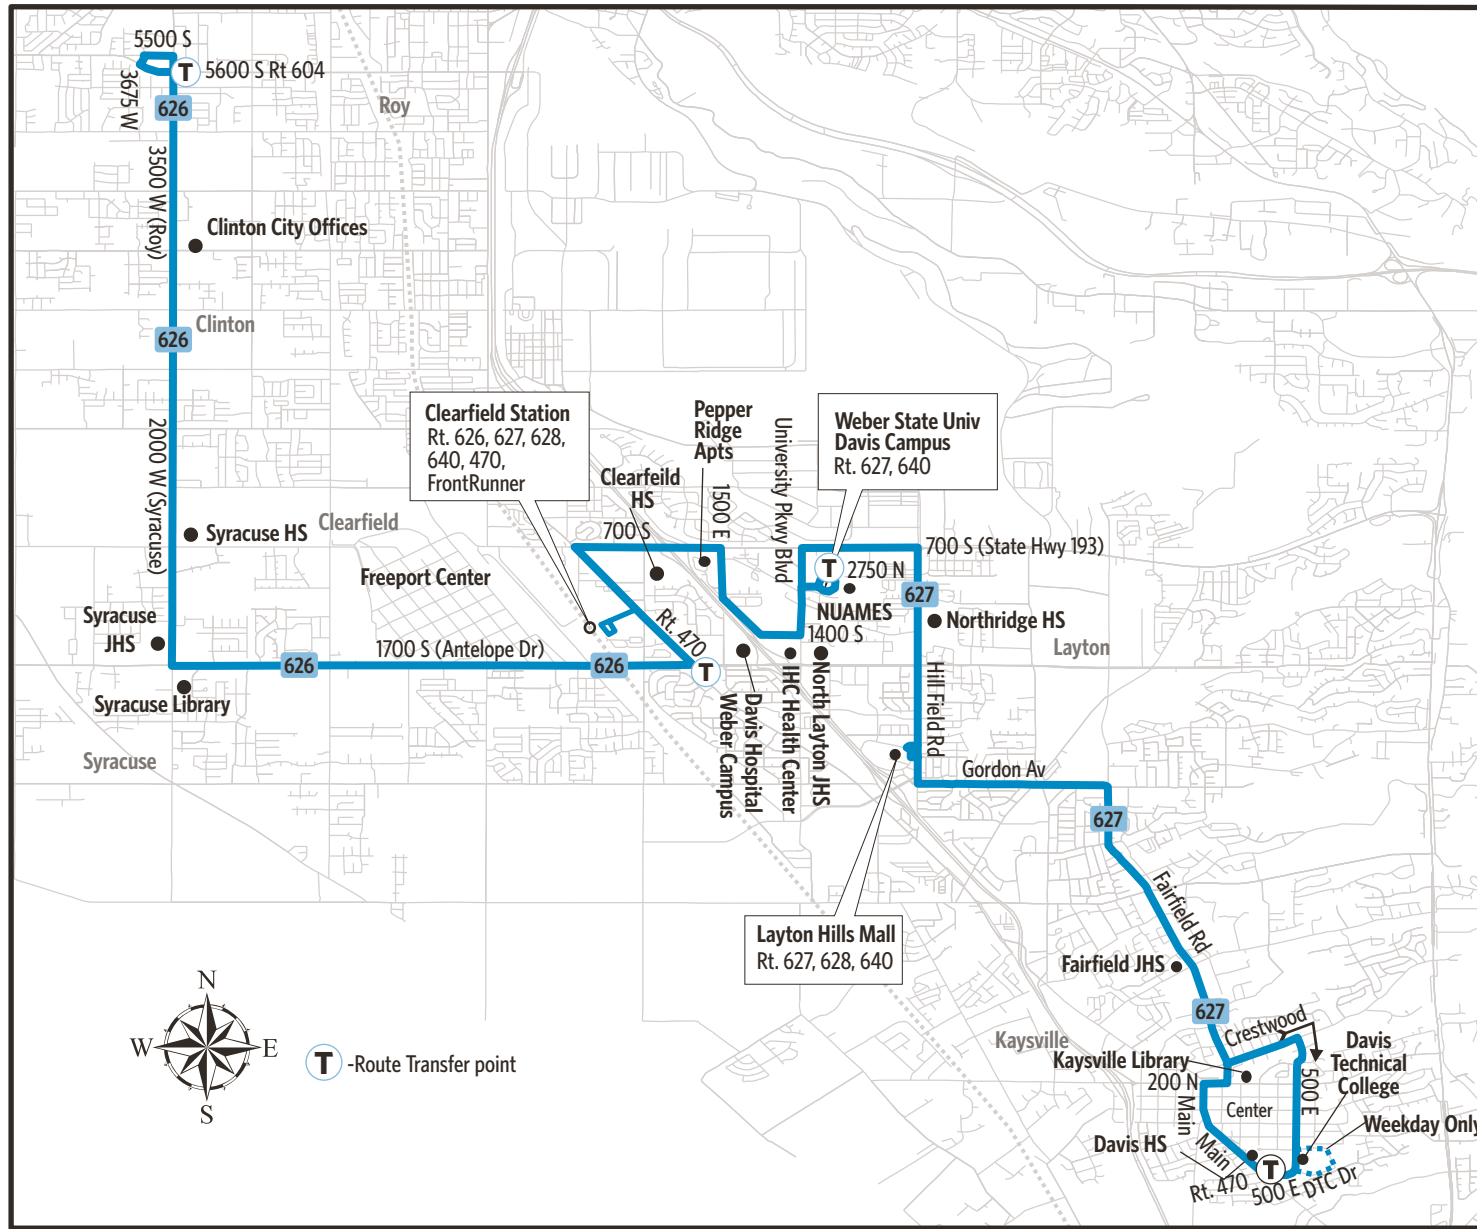 5500 S
T
5600 S Rt 604
3675 W
626
Roy
3500 W (Roy)
Clinton City Offices
626
Clinton
2000 W (Syracuse)
Clearfield Station
Rt. 626, 627, 628,
640, 470,
FrontRunner
Pepper
Ridge
Apts
University Pkwy Blvd
Weber State Univ
Davis Campus
Rt. 627, 640
Clearfeild
HS
1500 E
Syracuse HS
Clearfield
700 S
700 S (State Hwy 193)
Freeport Center
T
2750 N
627
NUAMES
Northridge HS
Syracuse
JHS
Rt. 470
1400 S
Layton
1700 S (Antelope Dr)
626
626
T
Syracuse Library
Davis Hospital
Weber Campus
IHC Health Center
North Layton JHS
Hill Field Rd
Syracuse
Gordon Av
627
Fairfield Rd
Layton Hills Mall
Rt. 627, 628, 640
Fairfield JHS
627
N
W
E
S
T
-Route Transfer point
Kaysville
Crestwood
Davis
Technical
College
Kaysville Library
200 N
500 E
Main
Center
Weekday Only
Davis HS
Main
T
Rt. 470
500 E
DTC Dr